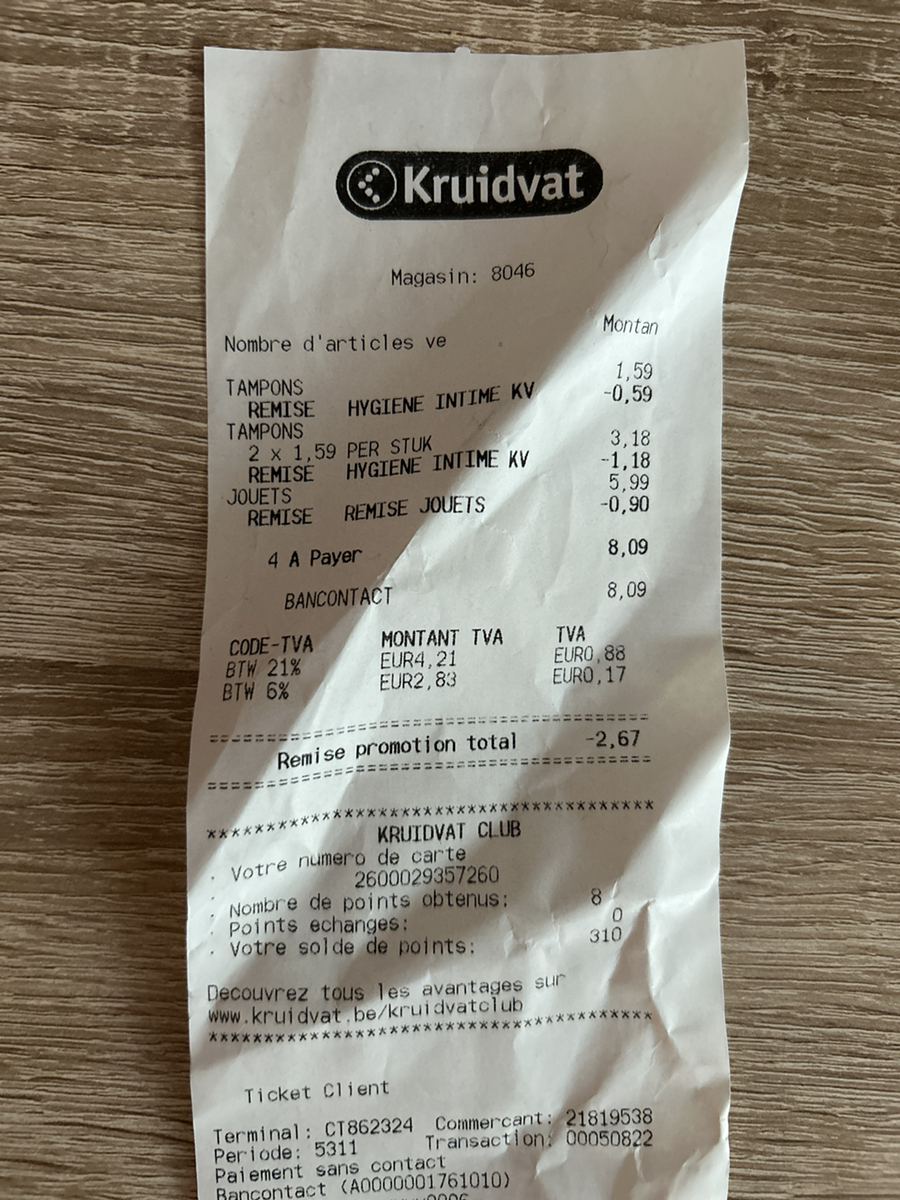 Kruidvat
Magasin: 8046
Nombre d'articles ve Montan
TAMPONS 1,59
REMISE HYGIENE INTIME KV -0,59
TAMPONS
2 x 1,59 PER STUK 3,18
REMISE HYGIENE INTIME KV -1,18
JOUETS 5,99
REMISE REMISE JOUETS -0,90
4 A Payer 8,09
BANCONTACT 8,09
CODE-TVA MONTANT TVA TVA
BTW 21% EUR4,21 EUR0,88
BTW 6% EUR2,83 EUR0,17
========================================
Remise promotion total -2,67
========================================
****************************************
KRUIDVAT CLUB
. Votre numero de carte
. 2600029357260
. Nombre de points obtenus: 8
. Points echanges: 0
. Votre solde de points: 310
Decouvrez tous les avantages sur
www.kruidvat.be/kruidvatclub
****************************************
Ticket Client
Terminal: CT862324 Commercant: 21819538
Periode: 5311 Transaction: 00050822
Paiement sans contact
Bancontact (A0000001761010)